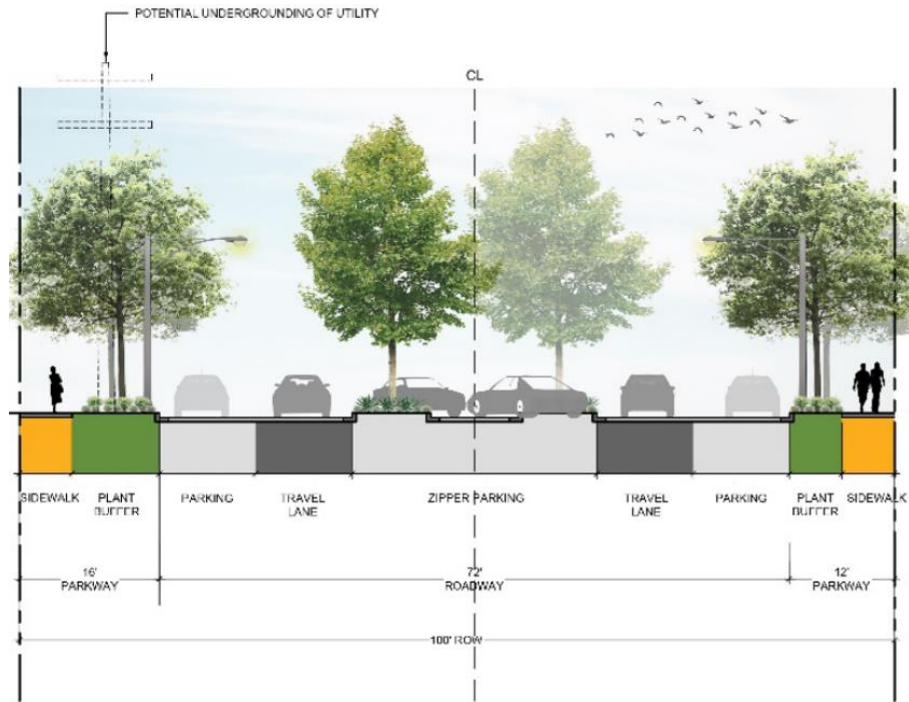 POTENTIAL UNDERGROUNDING OF UTILITY
CL
SIDEWALK
PLANT
BUFFER
PARKING
TRAVEL
LANE
ZIPPER PARKING
TRAVEL
LANE
PARKING
PLANT
BUFFER
SIDEWALK
16'
PARKWAY
72'
ROADWAY
12'
PARKWAY
100' ROW